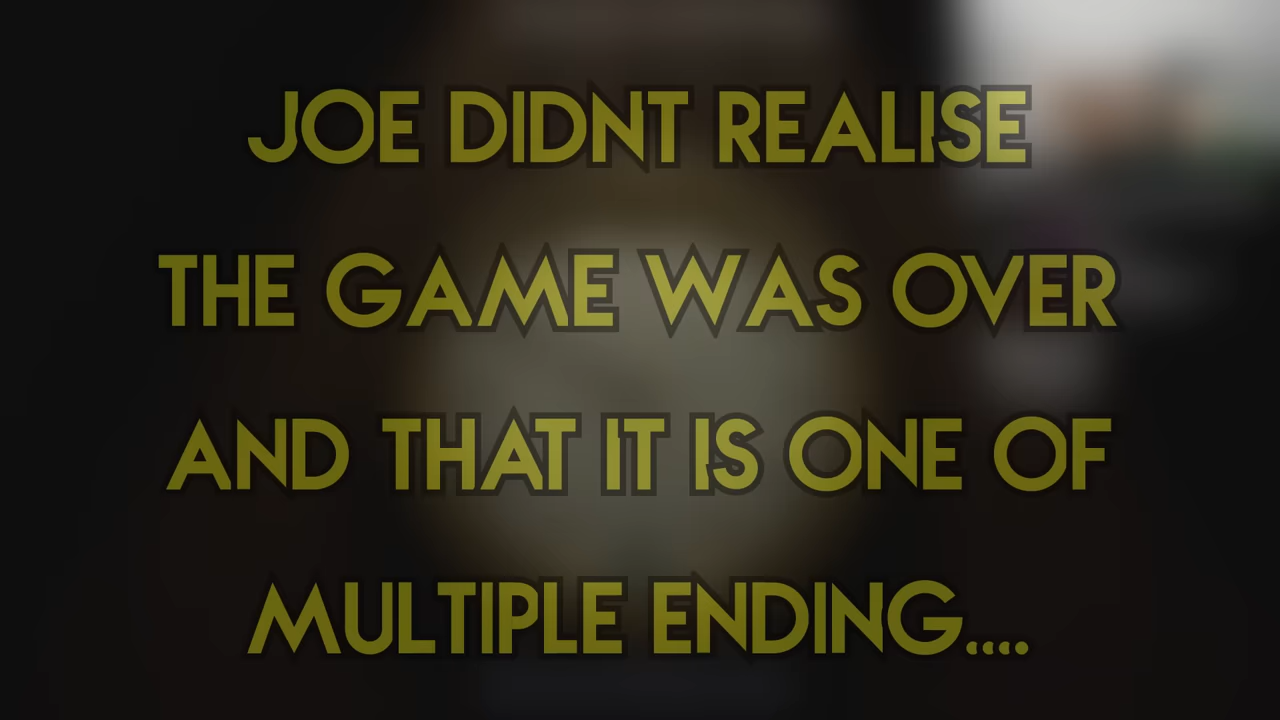 JOE DIDNT REALISE
THE GAME WAS OVER
AND THAT IT IS ONE OF
MULTIPLE ENDING....